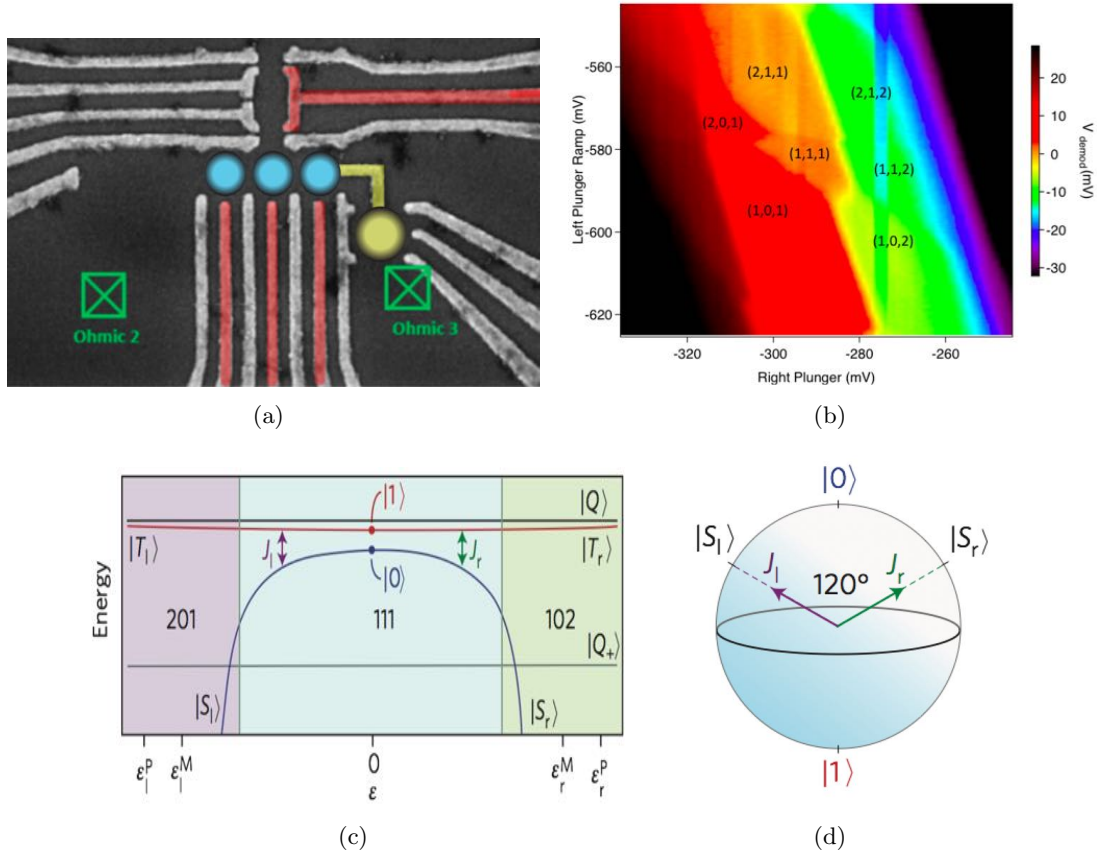 Ohmic 2
Ohmic 3
(a)
Left Plunger Ramp (mV)
-560
-580
-600
-620
-320
-300
-280
-260
Right Plunger (mV)
(2,1,1)
(2,1,2)
(2,0,1)
(1,1,1)
(1,1,2)
(1,0,1)
(1,0,2)
20
10
0
-10
-20
-30
V demod (mV)
(b)
Energy
|1⟩
|Q⟩
|T_l⟩
J_l
J_r
|T_r⟩
|0⟩
201
111
102
|Q_+⟩
|S_l⟩
|S_r⟩
ε_l^P
ε_l^M
0
ε_r^M
ε_r^P
ε
(c)
|0⟩
|S_l⟩
|S_r⟩
J_l
J_r
120°
|1⟩
(d)